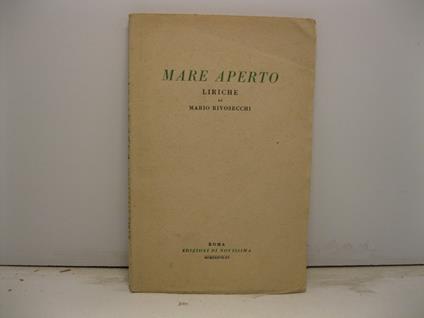 MARE APERTO
LIRICHE
DI
MARIO RIVOSECCHI
ROMA
EDIZIONI DI NOVISSIMA